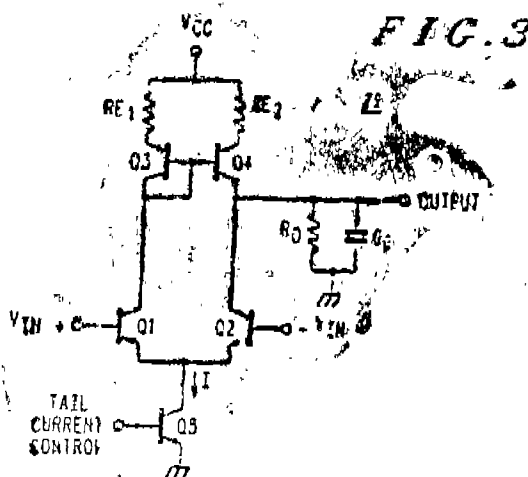 FIG. 3
VCC
RE1
RE2
Q3
Q4
OUTPUT
RO
VIN +
Q1
Q2
- VIN
I
TAIL
CURRENT
CONTROL
Q5